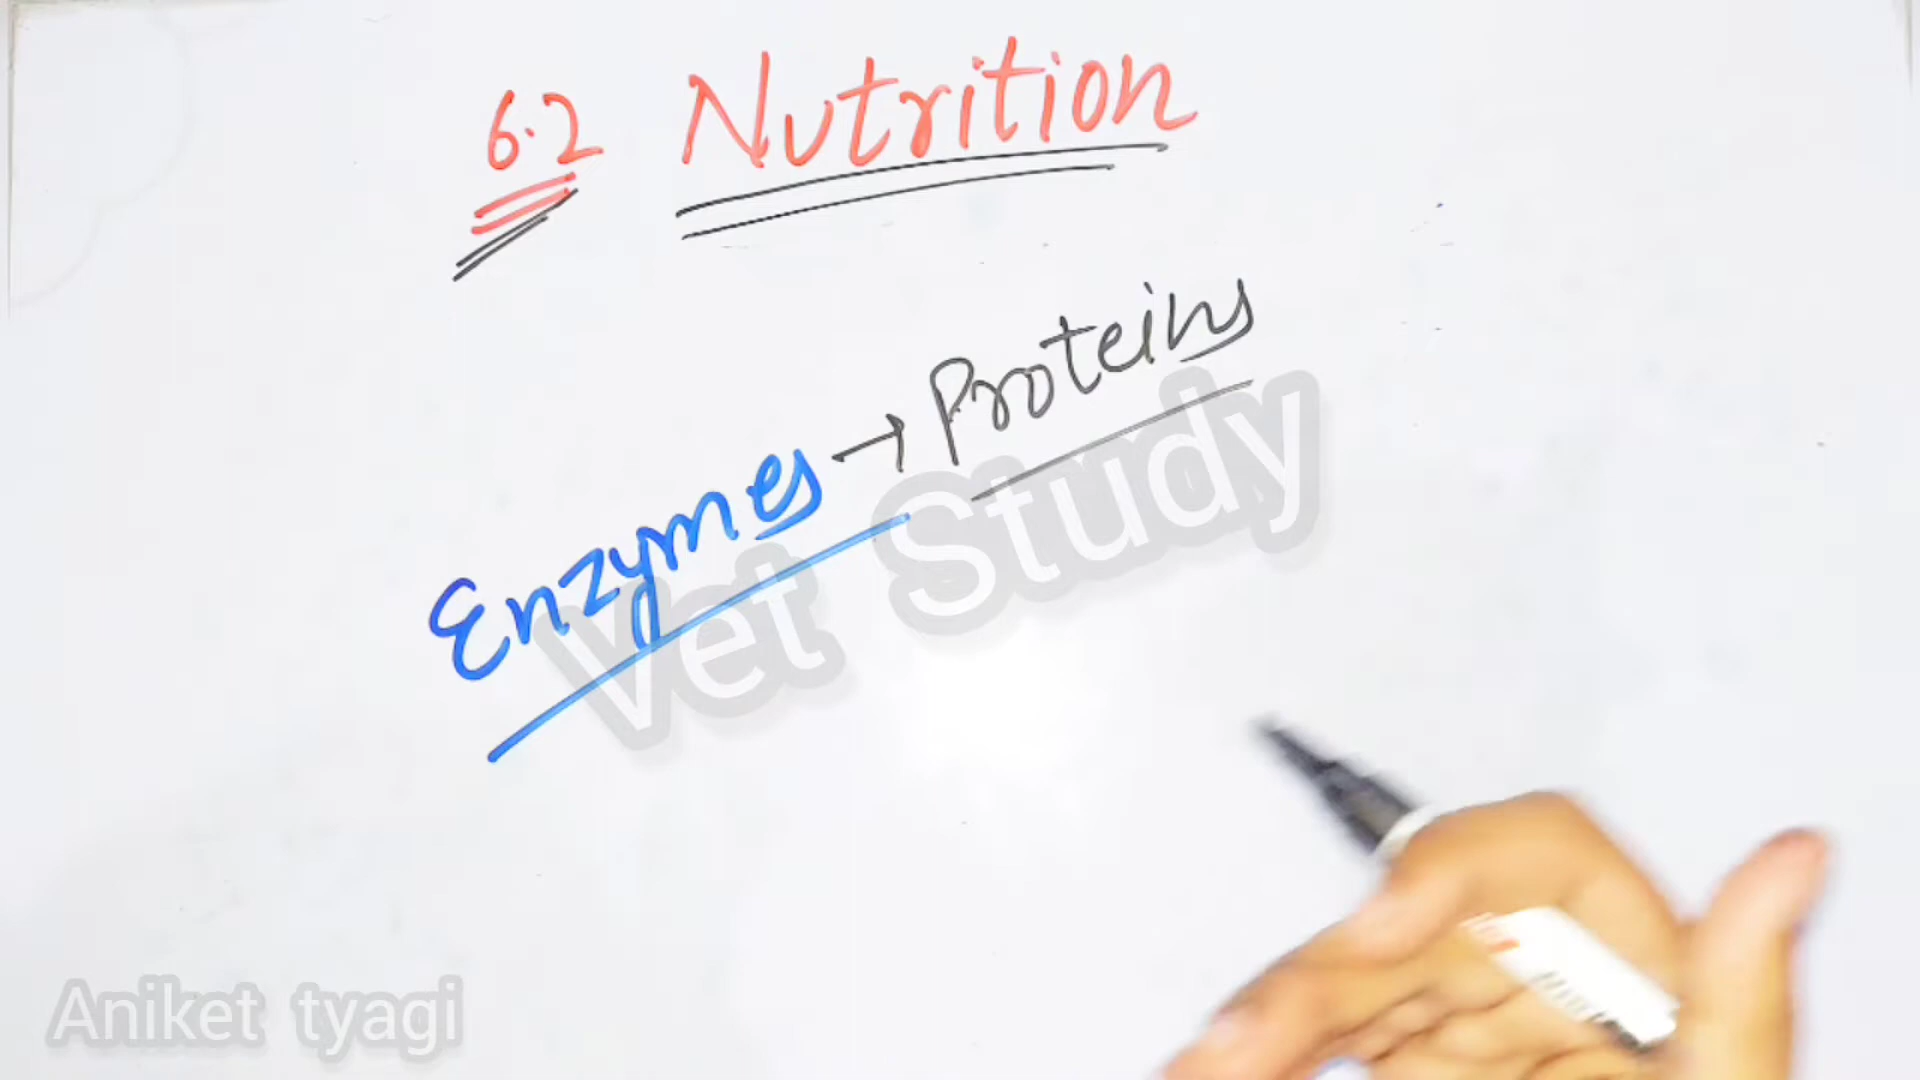 6.2 Nutrition
Enzymes → Proteins
Vet Study
Aniket tyagi